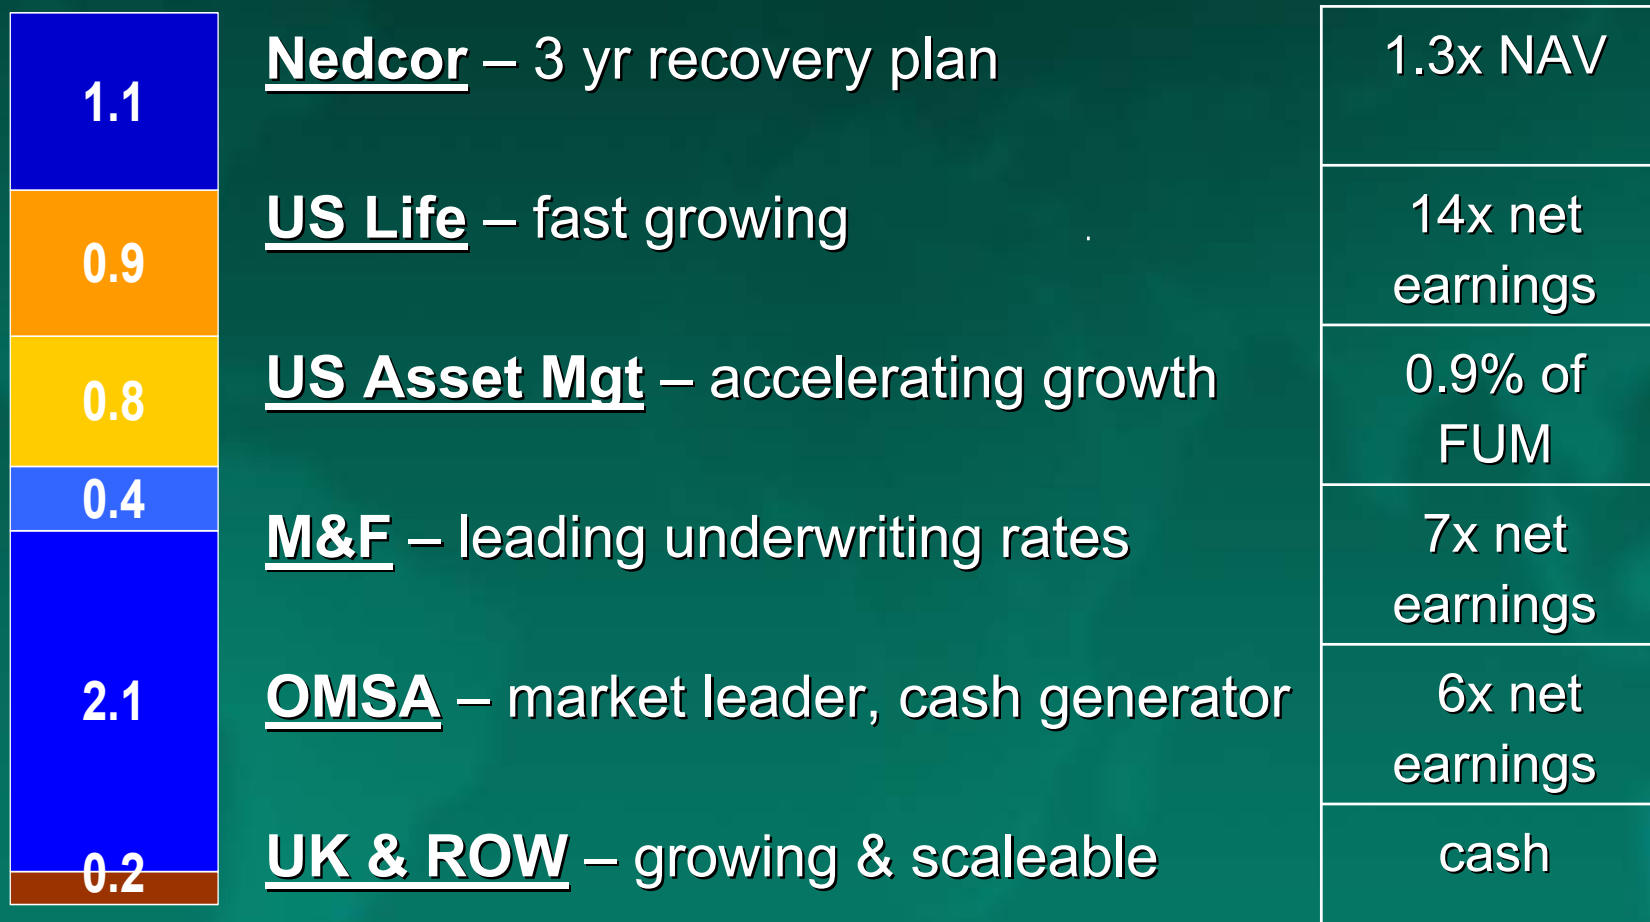 1.1
Nedcor – 3 yr recovery plan
1.3x NAV
0.9
US Life – fast growing
14x net
earnings
0.8
US Asset Mgt – accelerating growth
0.9% of
FUM
0.4
M&F – leading underwriting rates
7x net
earnings
2.1
OMSA – market leader, cash generator
6x net
earnings
0.2
UK & ROW – growing & scaleable
cash